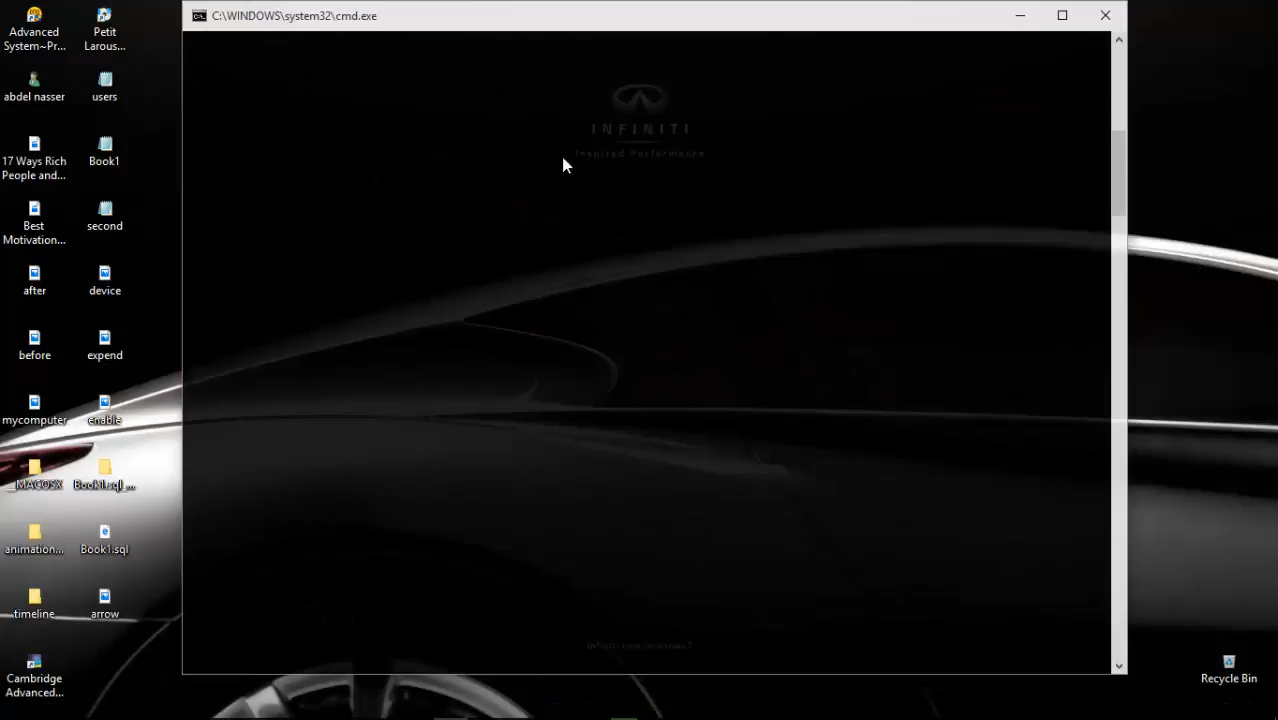 C:\WINDOWS\system32\cmd.exe
INFINITI
Inspired Performance
Advanced
System~Pr...
Petit
Larous...
abdel nasser
users
17 Ways Rich
People and...
Book1
Best
Motivation...
second
after
device
before
expend
mycomputer
enable
__MACOSX
Book1.sql_...
animation...
Book1.sql
timeline
arrow
Cambridge
Advanced...
Recycle Bin